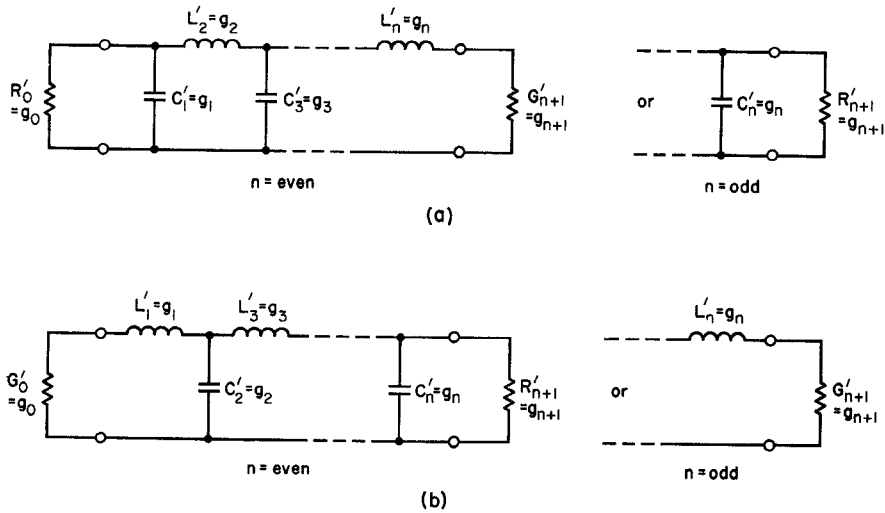 L′2=g2
L′n=gn
R′0
=g0
C′1=g1
C′3=g3
G′n+1
=gn+1
n = even
or
C′n=gn
R′n+1
=gn+1
n = odd
(a)
L′1=g1
L′3=g3
G′0
=g0
C′2=g2
C′n=gn
R′n+1
=gn+1
n = even
or
L′n=gn
G′n+1
=gn+1
n = odd
(b)